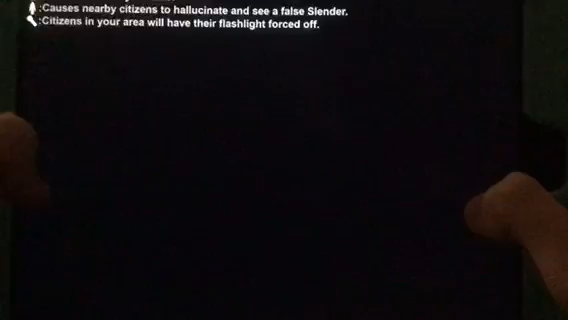 :Causes nearby citizens to hallucinate and see a false Slender.
:Citizens in your area will have their flashlight forced off.